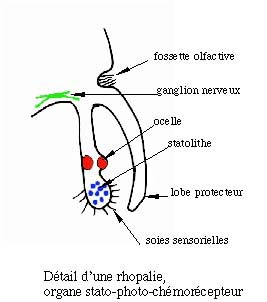 fossette olfactive
ganglion nerveux
ocelle
statolithe
lobe protecteur
soies sensorielles
Détail d'une rhopalie,
organe stato-photo-chémorécepteur